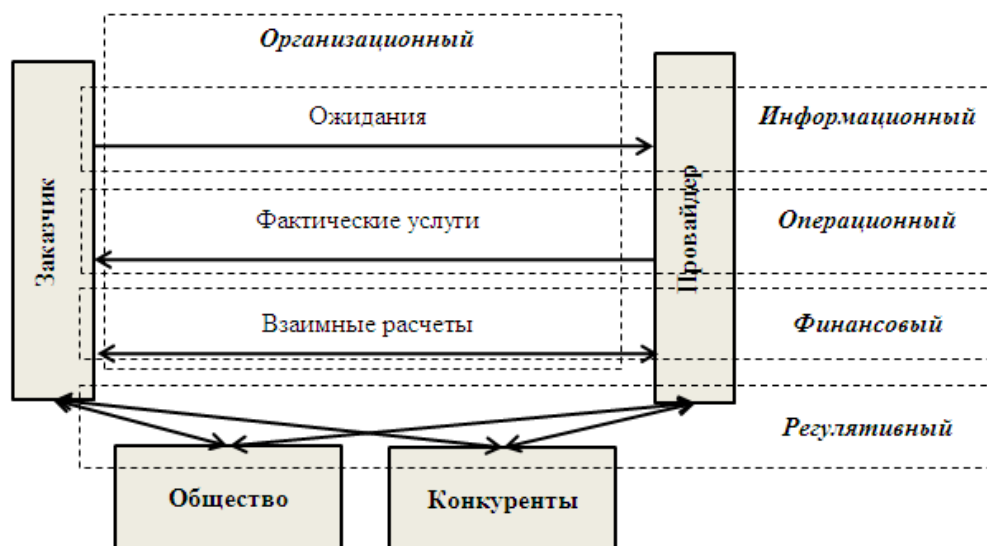 Организационный
Ожидания
Информационный
Заказчик
Провайдер
Фактические услуги
Операционный
Взаимные расчеты
Финансовый
Регулятивный
Общество
Конкуренты